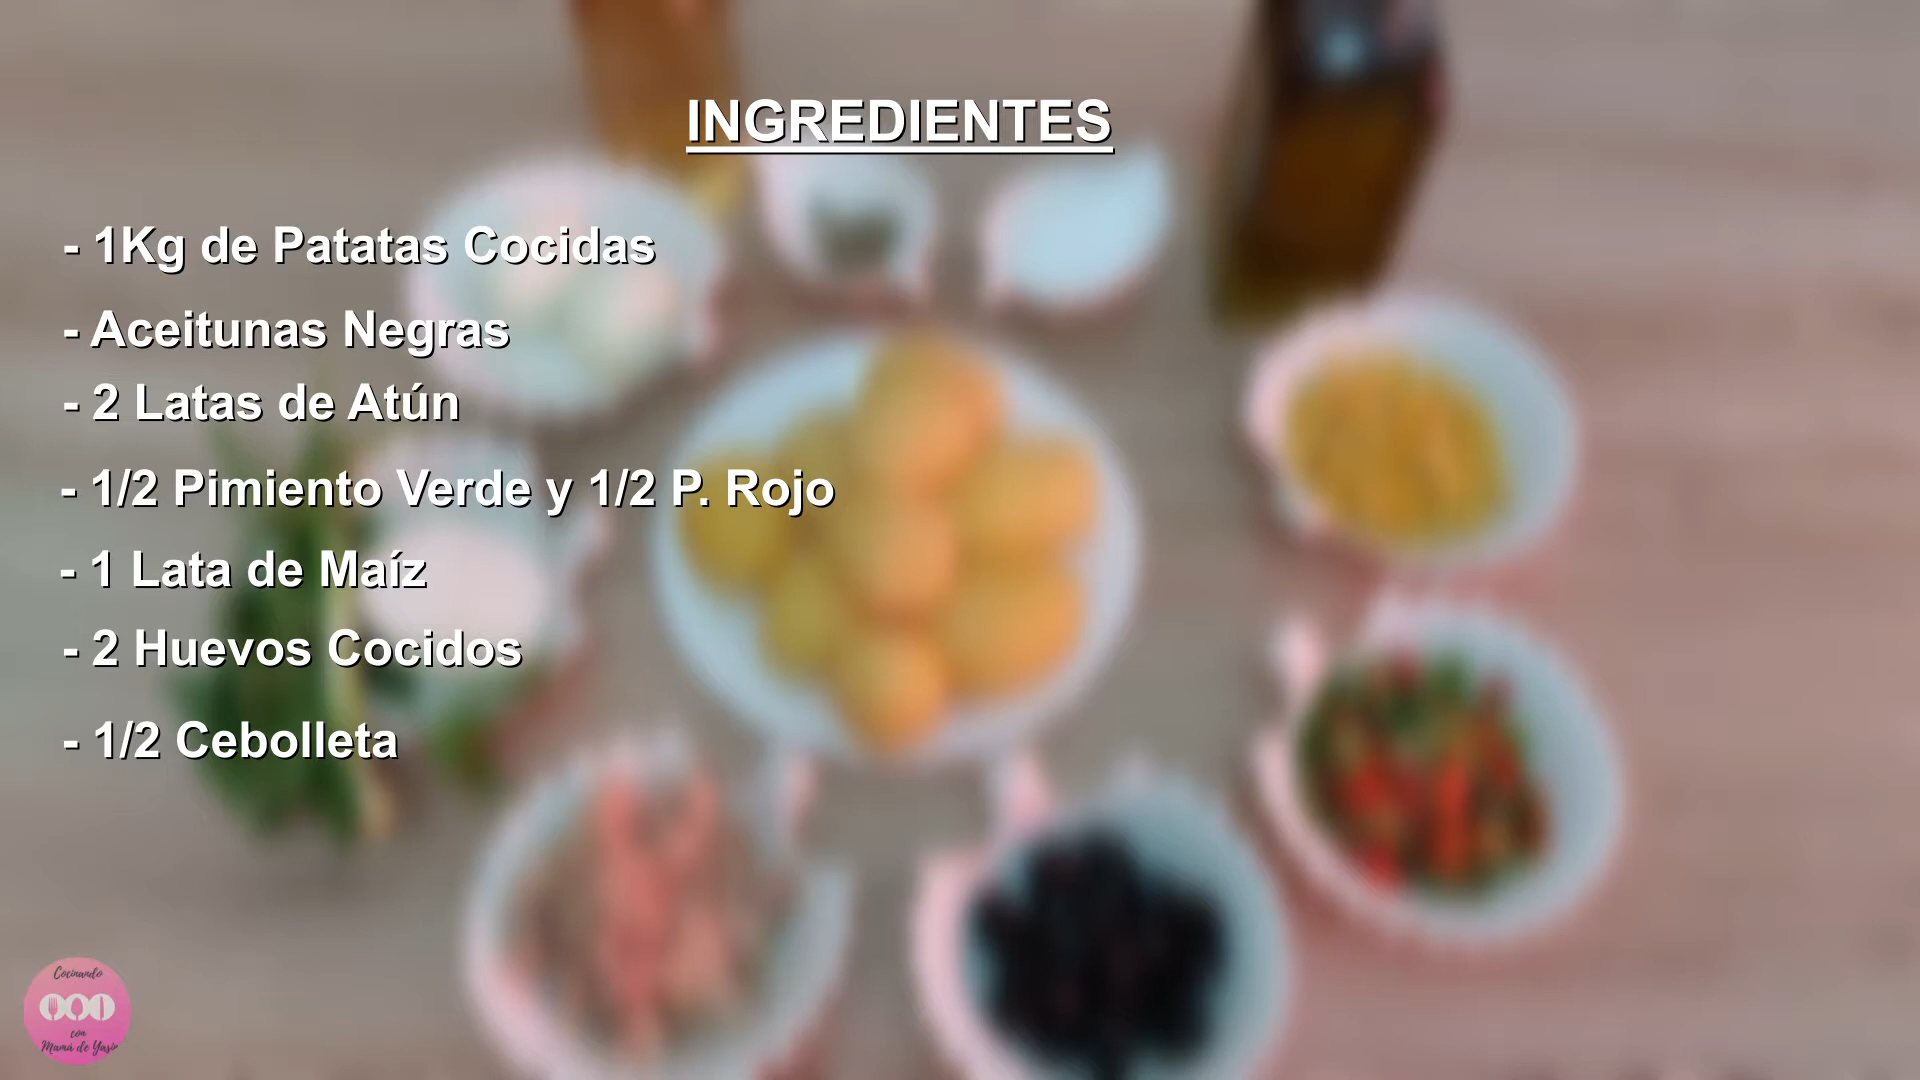 INGREDIENTES
- 1Kg de Patatas Cocidas
- Aceitunas Negras
- 2 Latas de Atún
- 1/2 Pimiento Verde y 1/2 P. Rojo
- 1 Lata de Maíz
- 2 Huevos Cocidos
- 1/2 Cebolleta
Cocinando
con
Mamá de Yasir